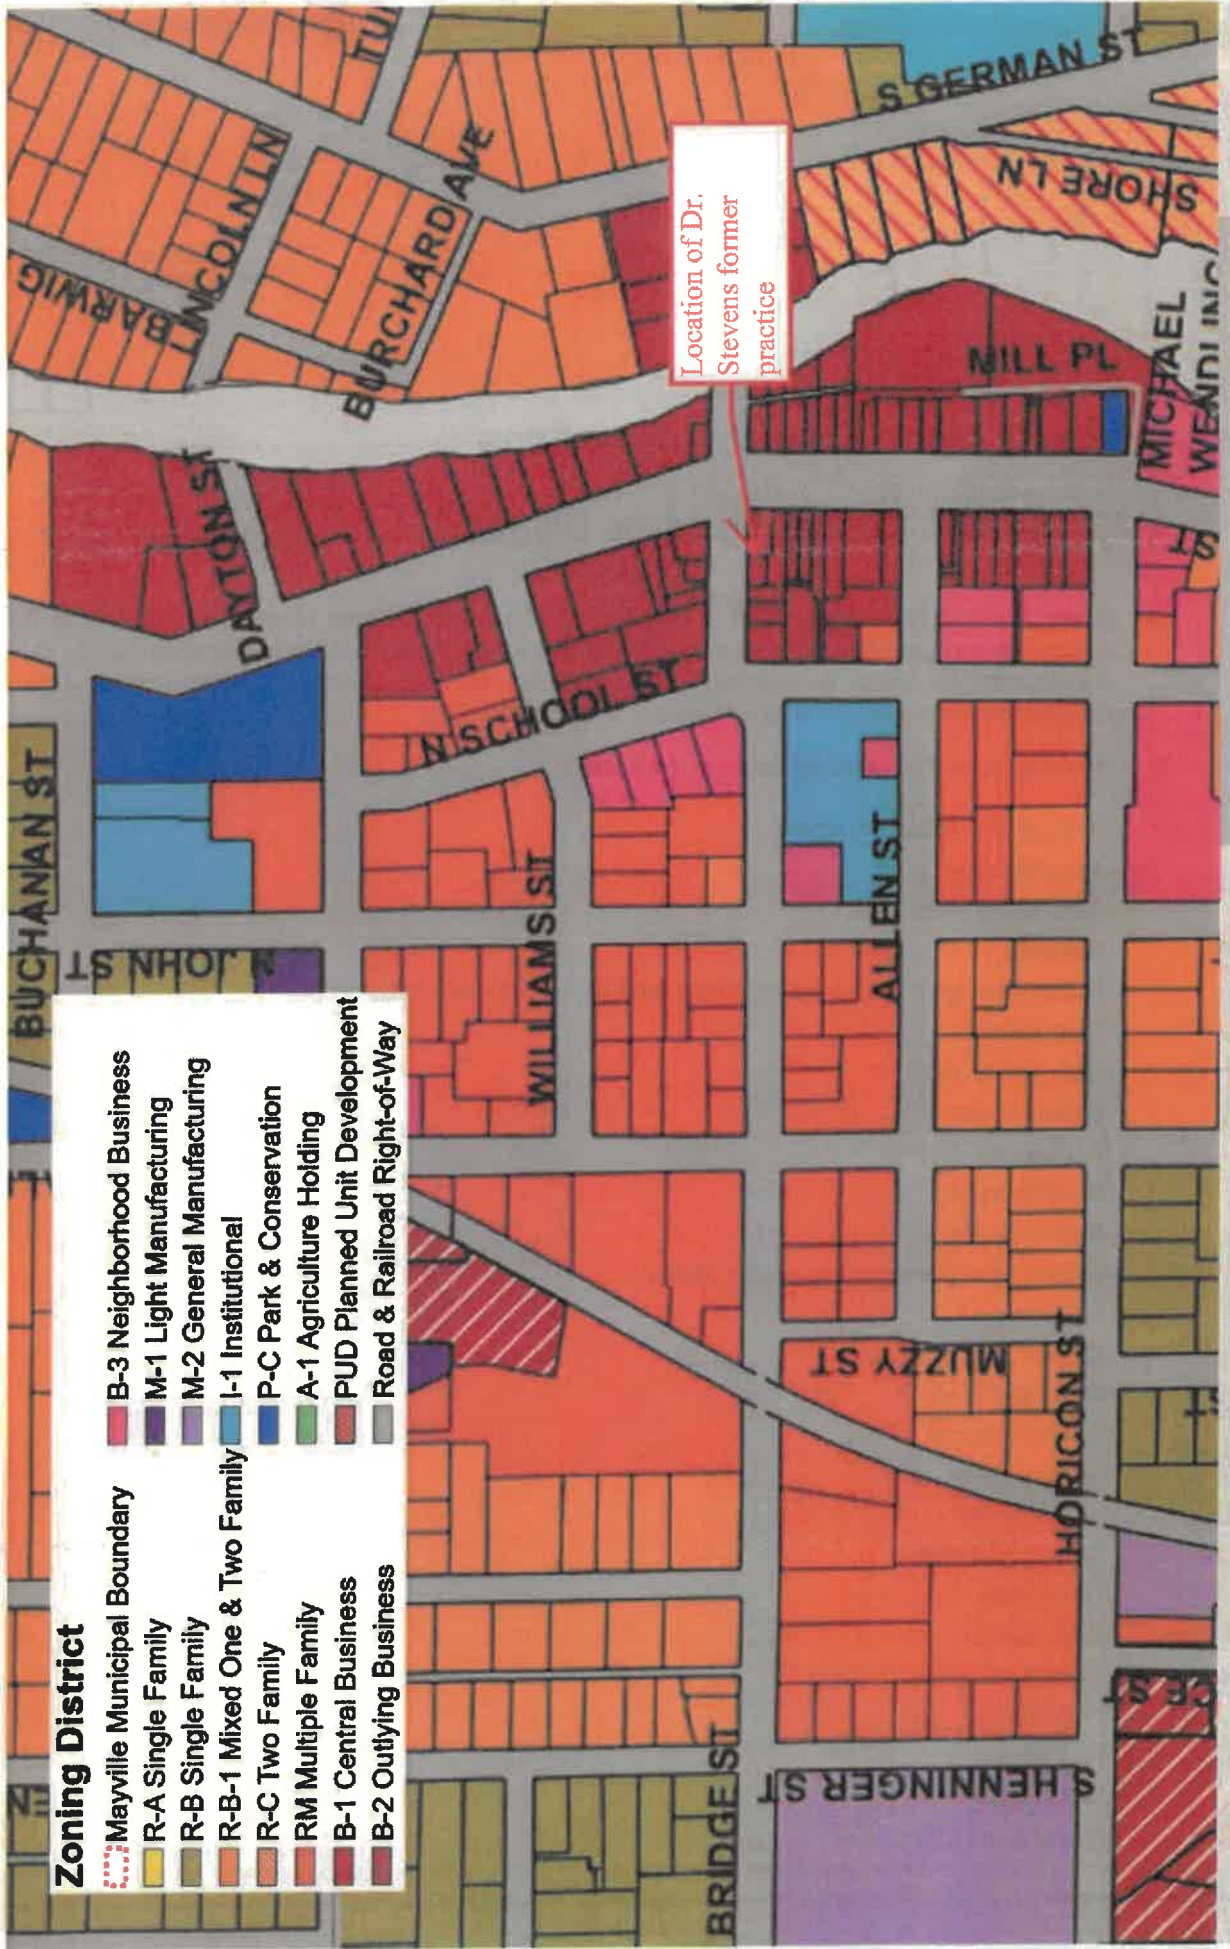 Zoning District
Mayville Municipal Boundary
R-A Single Family
R-B Single Family
R-B-1 Mixed One & Two Family
R-C Two Family
RM Multiple Family
B-1 Central Business
B-2 Outlying Business
B-3 Neighborhood Business
M-1 Light Manufacturing
M-2 General Manufacturing
I-1 Institutional
P-C Park & Conservation
A-1 Agriculture Holding
PUD Planned Unit Development
Road & Railroad Right-of-Way
Location of Dr.
Stevens former
practice
BUCHANAN ST
N JOHN ST
DAYTON ST
BARWIG
LINCOLN LN
BURCHARD AVE
TUI
N SCHOOL ST
WILLIAMS ST
ALLEN ST
S GERMAN ST
SHORE LN
MILL PL
MICHAEL
WENDLING
ST
MUZZY ST
HORICON ST
BRIDGE ST
S HENNINGER ST
ST